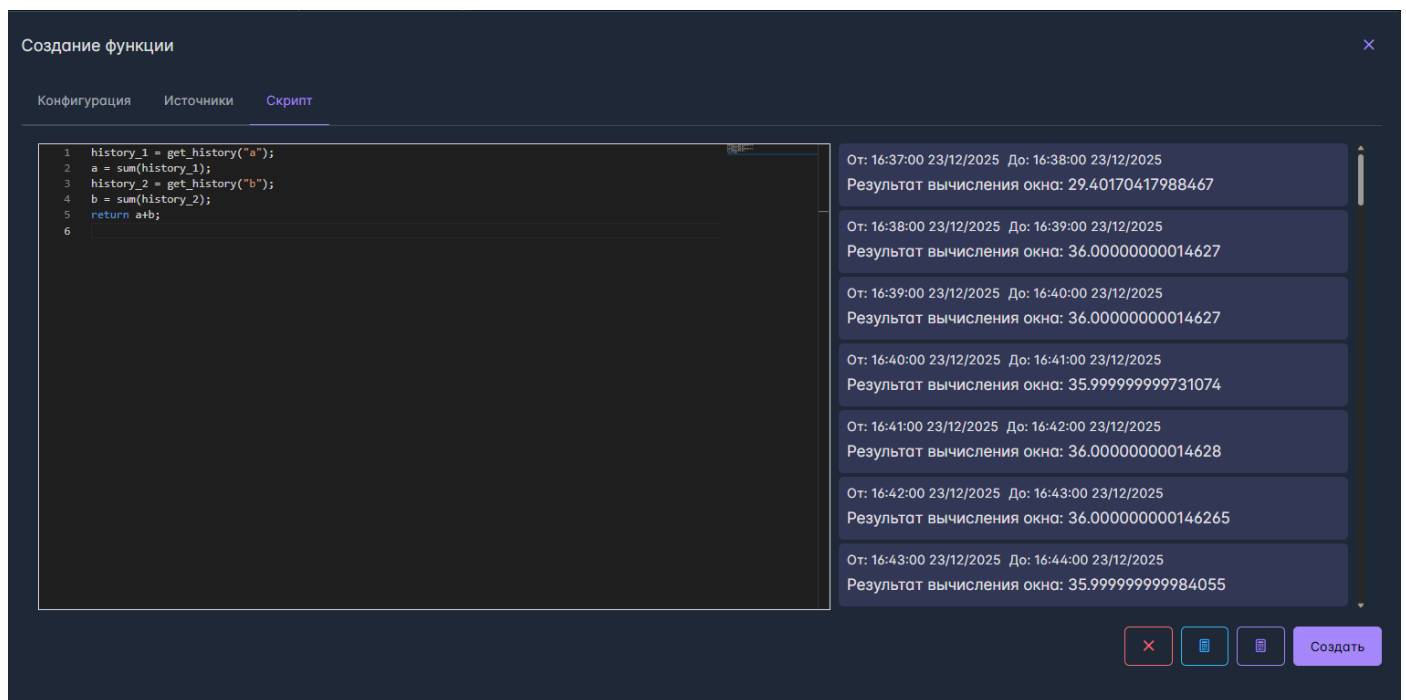 Создание функции
Конфигурация Источники Скрипт
1 history_1 = get_history("a");
2 a = sum(history_1);
3 history_2 = get_history("b");
4 b = sum(history_2);
5 return a+b;
6
От: 16:37:00 23/12/2025 До: 16:38:00 23/12/2025
Результат вычисления окна: 29.40170417988467
От: 16:38:00 23/12/2025 До: 16:39:00 23/12/2025
Результат вычисления окна: 36.00000000014627
От: 16:39:00 23/12/2025 До: 16:40:00 23/12/2025
Результат вычисления окна: 36.00000000014627
От: 16:40:00 23/12/2025 До: 16:41:00 23/12/2025
Результат вычисления окна: 35.999999999731074
От: 16:41:00 23/12/2025 До: 16:42:00 23/12/2025
Результат вычисления окна: 36.00000000014628
От: 16:42:00 23/12/2025 До: 16:43:00 23/12/2025
Результат вычисления окна: 36.000000000146265
От: 16:43:00 23/12/2025 До: 16:44:00 23/12/2025
Результат вычисления окна: 35.999999999984055
Создать